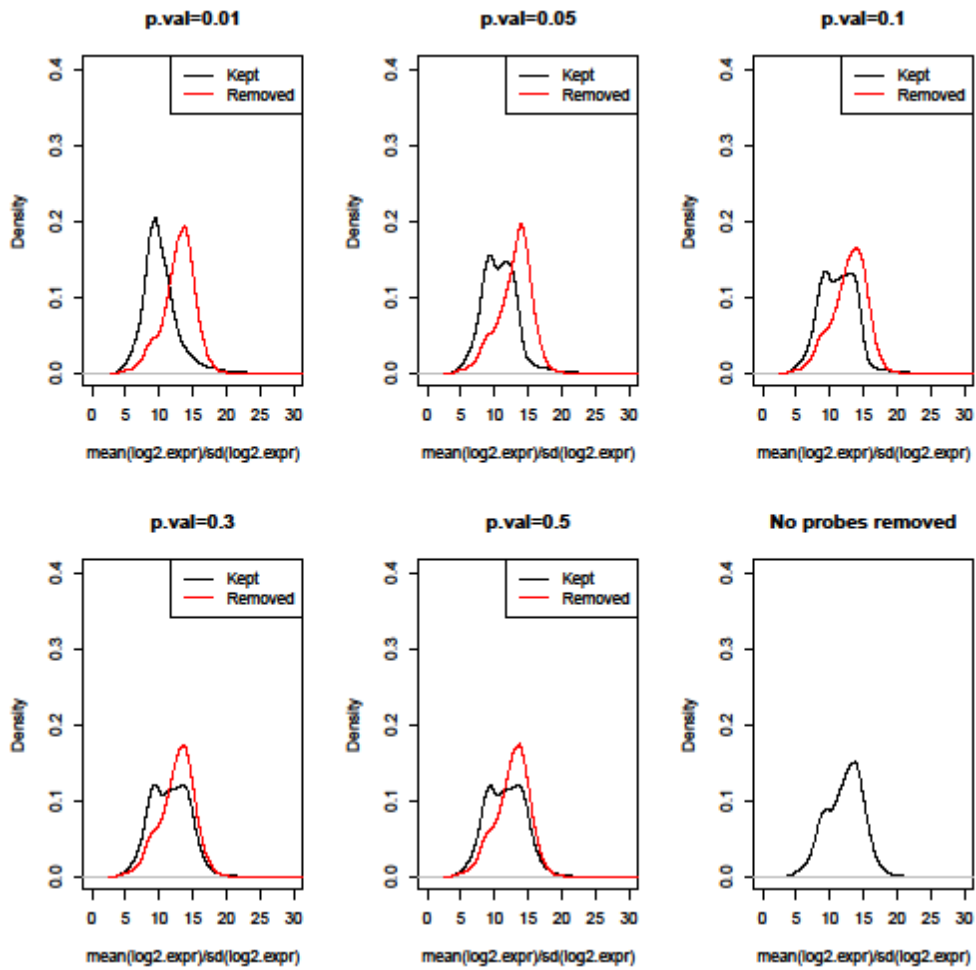 p.val=0.01
Kept
Removed
Density
0.0 0.1 0.2 0.3 0.4
0 5 10 15 20 25 30
mean(log2.expr)/sd(log2.expr)
p.val=0.05
Kept
Removed
Density
0.0 0.1 0.2 0.3 0.4
0 5 10 15 20 25 30
mean(log2.expr)/sd(log2.expr)
p.val=0.1
Kept
Removed
Density
0.0 0.1 0.2 0.3 0.4
0 5 10 15 20 25 30
mean(log2.expr)/sd(log2.expr)
p.val=0.3
Kept
Removed
Density
0.0 0.1 0.2 0.3 0.4
0 5 10 15 20 25 30
mean(log2.expr)/sd(log2.expr)
p.val=0.5
Kept
Removed
Density
0.0 0.1 0.2 0.3 0.4
0 5 10 15 20 25 30
mean(log2.expr)/sd(log2.expr)
No probes removed
Density
0.0 0.1 0.2 0.3 0.4
0 5 10 15 20 25 30
mean(log2.expr)/sd(log2.expr)